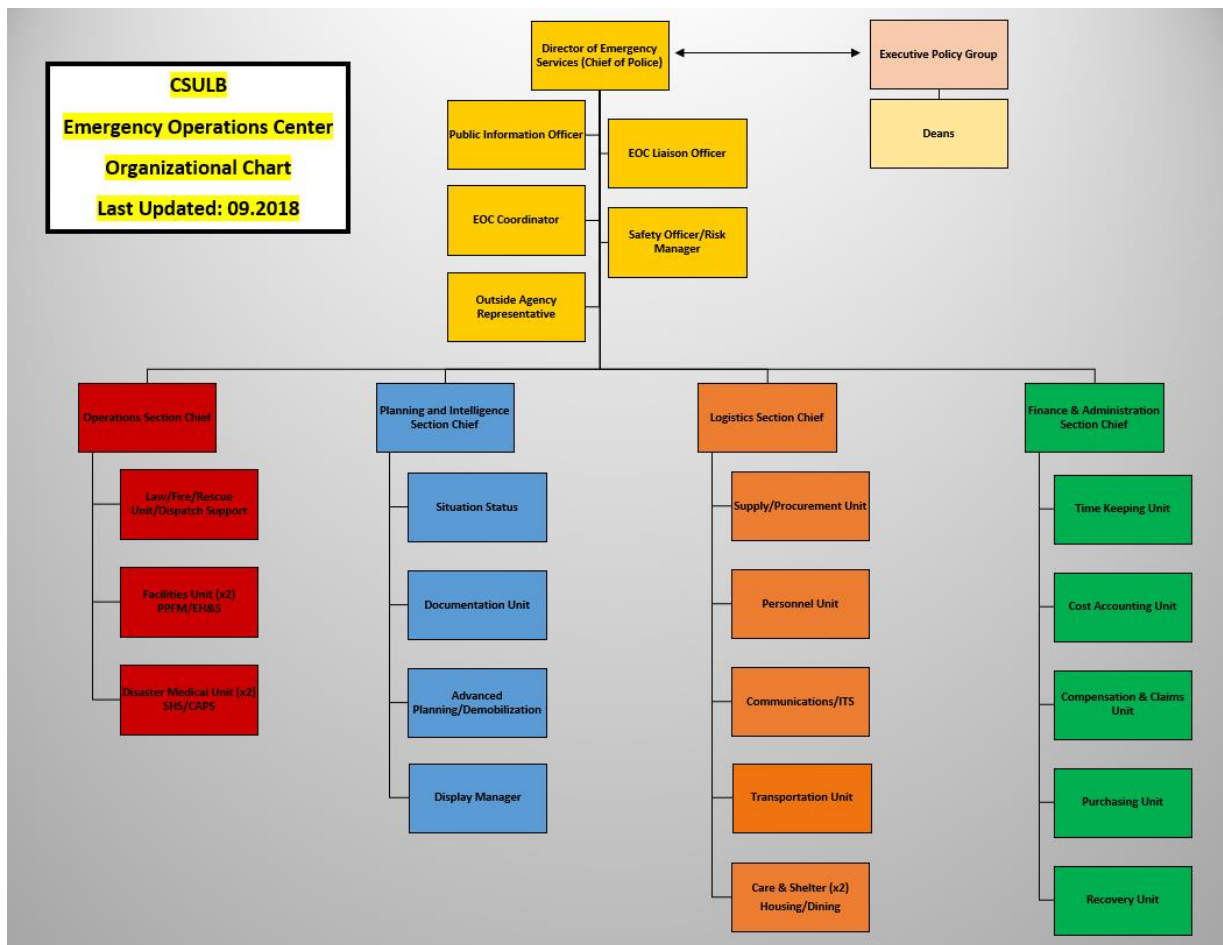 CSULB
Emergency Operations Center
Organizational Chart
Last Updated: 09.2018
Director of Emergency
Services (Chief of Police)
Executive Policy Group
Deans
Public Information Officer
EOC Liaison Officer
EOC Coordinator
Safety Officer/Risk
Manager
Outside Agency
Representative
Operations Section Chief
Law/Fire/Rescue
Unit/Dispatch Support
Facilities Unit (x2)
PPFM/EH&S
Disaster Medical Unit (x2)
SHS/CAPS
Planning and Intelligence
Section Chief
Situation Status
Documentation Unit
Advanced
Planning/Demobilization
Display Manager
Logistics Section Chief
Supply/Procurement Unit
Personnel Unit
Communications/ITS
Transportation Unit
Care & Shelter (x2)
Housing/Dining
Finance & Administration
Section Chief
Time Keeping Unit
Cost Accounting Unit
Compensation & Claims
Unit
Purchasing Unit
Recovery Unit